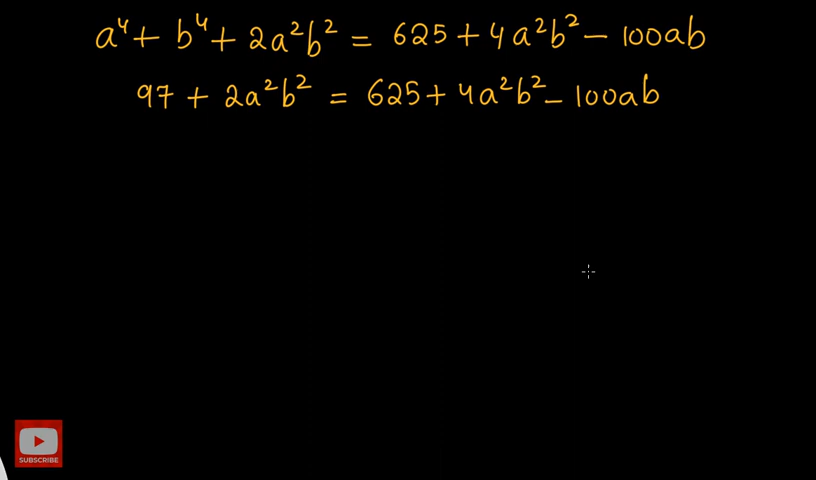 a⁴ + b⁴ + 2a²b² = 625 + 4a²b² - 100ab
97 + 2a²b² = 625 + 4a²b² - 100ab
SUBSCRIBE